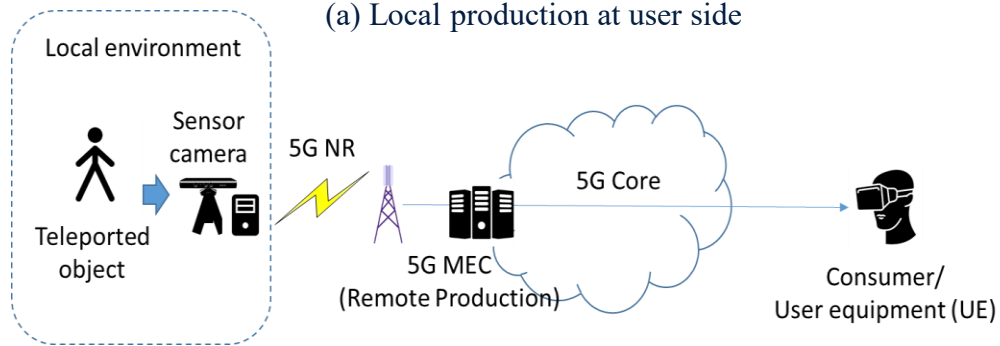 (a) Local production at user side
Local environment
Sensor
camera
5G NR
5G Core
Teleported
object
5G MEC
(Remote Production)
Consumer/
User equipment (UE)